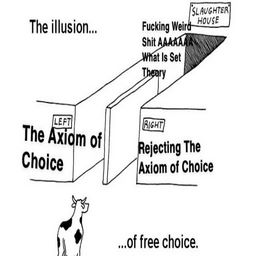 The illusion...
SLAUGHTER
HOUSE
Fucking Weird
Shit AAAAAAA
What Is Set
Theory
LEFT
The Axiom of
Choice
RIGHT
Rejecting The
Axiom of Choice
...of free choice.